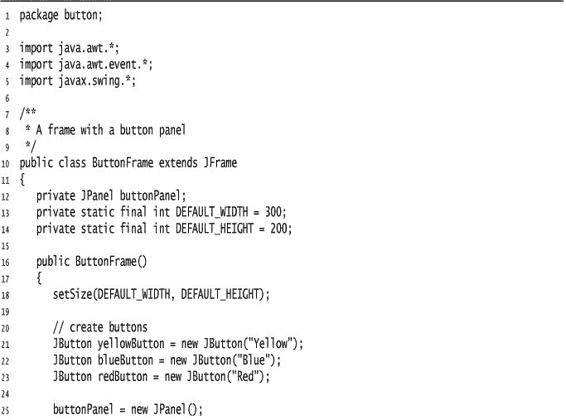 1 package button;
2
3 import java.awt.*;
4 import java.awt.event.*;
5 import javax.swing.*;
6
7 /**
8  * A frame with a button panel
9  */
10 public class ButtonFrame extends JFrame
11 {
12    private JPanel buttonPanel;
13    private static final int DEFAULT_WIDTH = 300;
14    private static final int DEFAULT_HEIGHT = 200;
15
16    public ButtonFrame()
17    {
18       setSize(DEFAULT_WIDTH, DEFAULT_HEIGHT);
19
20       // create buttons
21       JButton yellowButton = new JButton("Yellow");
22       JButton blueButton = new JButton("Blue");
23       JButton redButton = new JButton("Red");
24
25       buttonPanel = new JPanel();